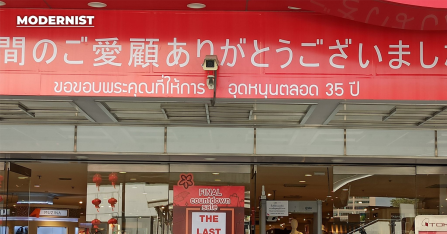 MODERNIST
間のご愛顧ありがとうございまし
ขอขอบพระคุณที่ให้การ อุดหนุนตลอด 35 ปี
FINAL
countdown
sale
THE
LAST